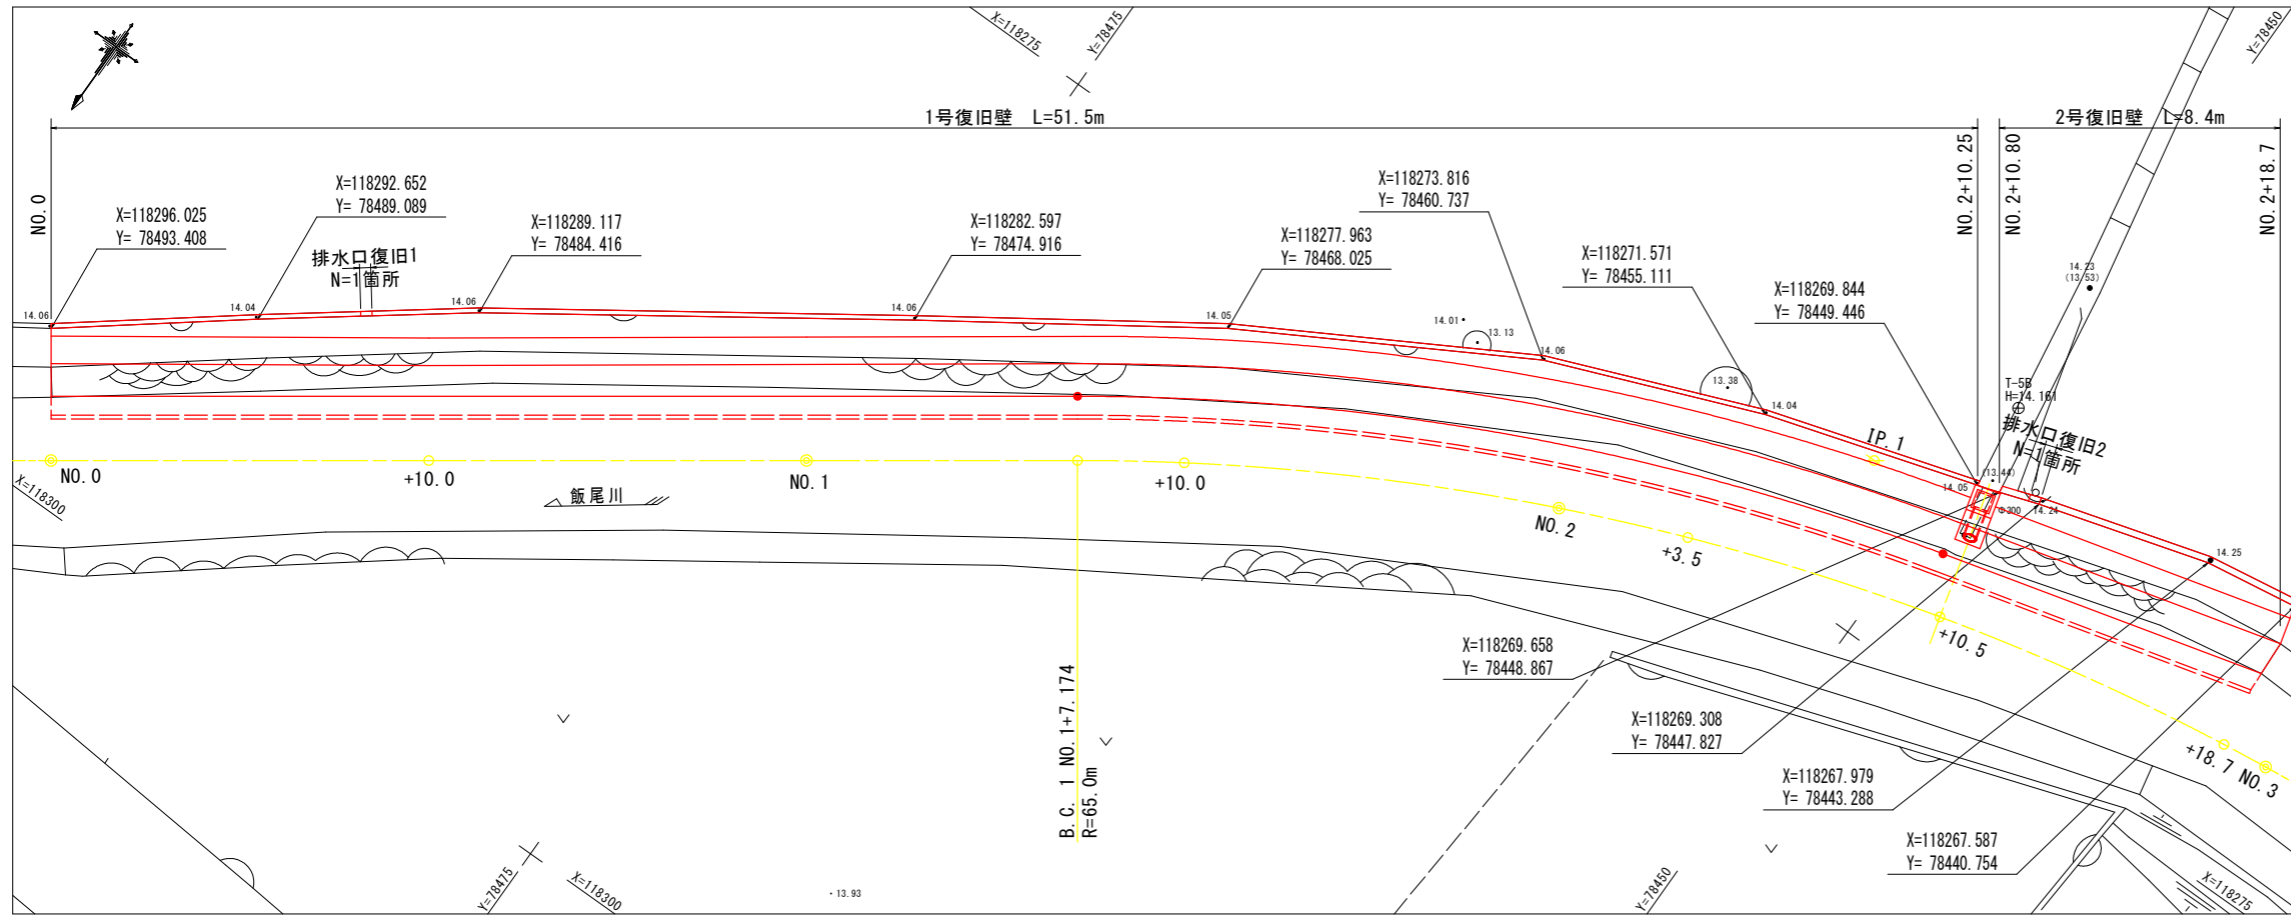 X=118275
Y=78475
Y=78450
1号復旧壁 L=51.5m
2号復旧壁 L=8.4m
NO.0
NO.2+10.25
NO.2+10.80
NO.2+18.7
X=118296.025
Y= 78493.408
X=118292.652
Y= 78489.089
X=118289.117
Y= 78484.416
X=118282.597
Y= 78474.916
X=118277.963
Y= 78468.025
X=118273.816
Y= 78460.737
X=118271.571
Y= 78455.111
X=118269.844
Y= 78449.446
排水口復旧1
N=1箇所
14.06
14.04
14.06
14.06
14.05
14.01
13.13
14.06
13.38
14.04
14.23
(13.53)
T-5B
H=14.161
排水口復旧2
N=1箇所
IP.1
(13.44)
14.05
Φ300
14.24
14.25
NO.0
+10.0
NO.1
+10.0
NO.2
+3.5
+10.5
+18.7
NO.3
X=118300
飯尾川
B.C.1 NO.1+7.174
R=65.0m
X=118269.658
Y= 78448.867
X=118269.308
Y= 78447.827
X=118267.979
Y= 78443.288
X=118267.587
Y= 78440.754
Y=78475
X=118300
13.93
Y=78450
X=118275